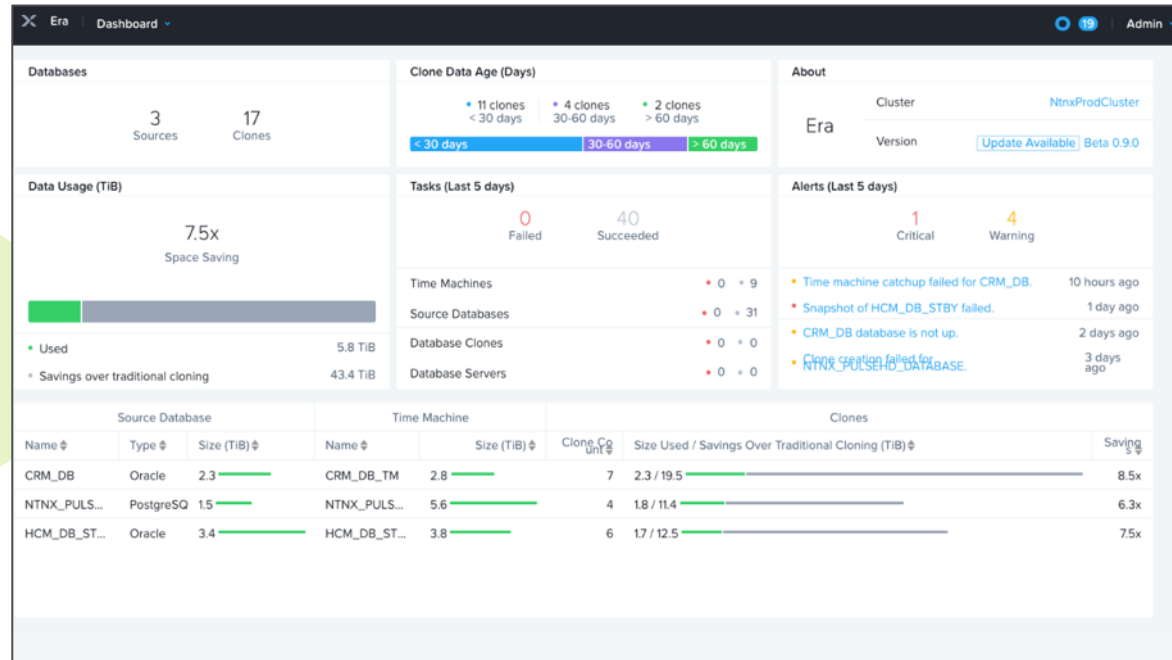 Era Dashboard 19 Admin
Databases
3 17
Sources Clones
Clone Data Age (Days)
11 clones 4 clones 2 clones
< 30 days 30-60 days > 60 days
< 30 days 30-60 days > 60 days
About
Era
Cluster NtnxProdCluster
Version Update Available Beta 0.9.0
Data Usage (TiB)
7.5x
Space Saving
Used 5.8 TiB
Savings over traditional cloning 43.4 TiB
Tasks (Last 5 days)
0 40
Failed Succeeded
Time Machines 0 9
Source Databases 0 31
Database Clones 0 0
Database Servers 0 0
Alerts (Last 5 days)
1 4
Critical Warning
Time machine catchup failed for CRM_DB. 10 hours ago
Snapshot of HCM_DB_STBY failed. 1 day ago
CRM_DB database is not up. 2 days ago
Clone creation failed for 3 days
NTNX_PULSEHD_DATABASE. ago
Source Database Time Machine Clones
Name Type Size (TiB) Name Size (TiB) Clone Count Size Used / Savings Over Traditional Cloning (TiB) Savings
CRM_DB Oracle 2.3 CRM_DB_TM 2.8 7 2.3 / 19.5 8.5x
NTNX_PULS... PostgreSQ 1.5 NTNX_PULS... 5.6 4 1.8 / 11.4 6.3x
HCM_DB_ST... Oracle 3.4 HCM_DB_ST... 3.8 6 1.7 / 12.5 7.5x